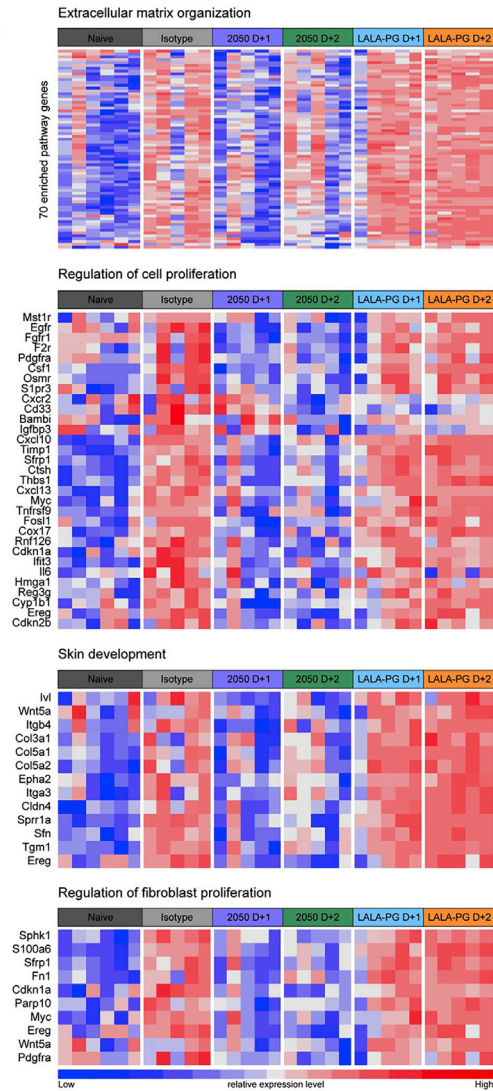 Extracellular matrix organization
Naive Isotype 2050 D+1 2050 D+2 LALA-PG D+1 LALA-PG D+2
70 enriched pathway genes
Regulation of cell proliferation
Naive Isotype 2050 D+1 2050 D+2 LALA-PG D+1 LALA-PG D+2
Mst1r
Egfr
Fgfr1
F2r
Pdgfra
Csf1
Osmr
S1pr3
Cxcr2
Cd33
Bambi
Igfbp3
Cxcl10
Timp1
Sfrp1
Ctsh
Thbs1
Cxcl13
Myc
Tnfrsf9
Fosl1
Cox17
Rnf126
Cdkn1a
Ifit3
Il6
Hmga1
Reg3g
Cyp1b1
Ereg
Cdkn2b
Skin development
Naive Isotype 2050 D+1 2050 D+2 LALA-PG D+1 LALA-PG D+2
Ivl
Wnt5a
Itgb4
Col3a1
Col5a1
Col5a2
Epha2
Itga3
Cldn4
Sprr1a
Sfn
Tgm1
Ereg
Regulation of fibroblast proliferation
Naive Isotype 2050 D+1 2050 D+2 LALA-PG D+1 LALA-PG D+2
Sphk1
S100a6
Sfrp1
Fn1
Cdkn1a
Parp10
Myc
Ereg
Wnt5a
Pdgfra
Low relative expression level High